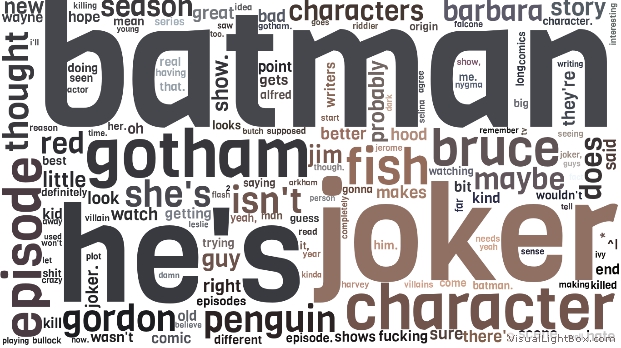 new killing season great idea bad characters goes riddler origin barbara story
wayne hope mean series saw gotham. falcone character. interesting
young too.
i'll
batman
thought doing seen actor real having that. show. point gets alfred writers probably dark agree selina show, me. nygma long comics big they're writing
start
reason time. her. oh looks butch supposed better hood remember tv seeing
red gotham jim fish jerome bruce joker, guys does said
best though. watching maybe
little definitely look she's flash 2 saying arkham isn't person gonna makes bit far kind wouldn't tell
episode kid away villain watch getting leslie yeah, man guess completely
he's joker
used won't let shit crazy plot joker. damn trying guy read it, year kinda him. needs yeah sense * ^| ivy end
right harvey villains come batman. making killed
episodes
kill gordon old believe penguin character
playing bullock now. wasn't comic different episode. shows fucking sure there's
VisualLightBox.com